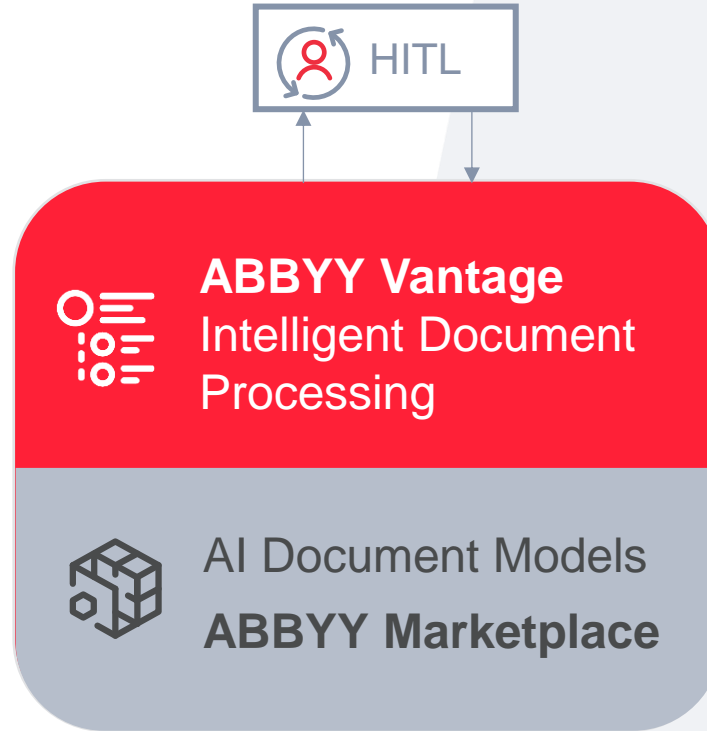 HITL
ABBYY Vantage
Intelligent Document
Processing
AI Document Models
ABBYY Marketplace